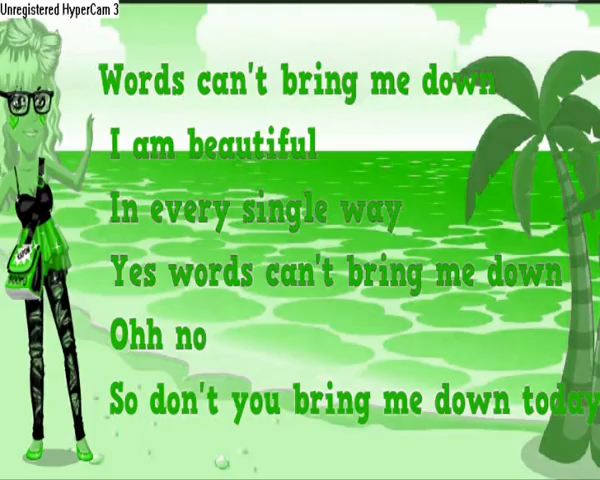 Unregistered HyperCam 3
Words can't bring me down
I am beautiful
In every single way
Yes words can't bring me down
Ohh no
So don't you bring me down today